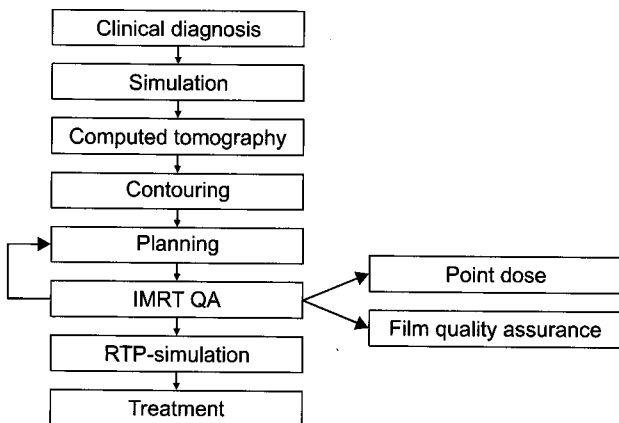 Clinical diagnosis
Simulation
Computed tomography
Contouring
Planning
IMRT QA
Point dose
Film quality assurance
RTP-simulation
Treatment